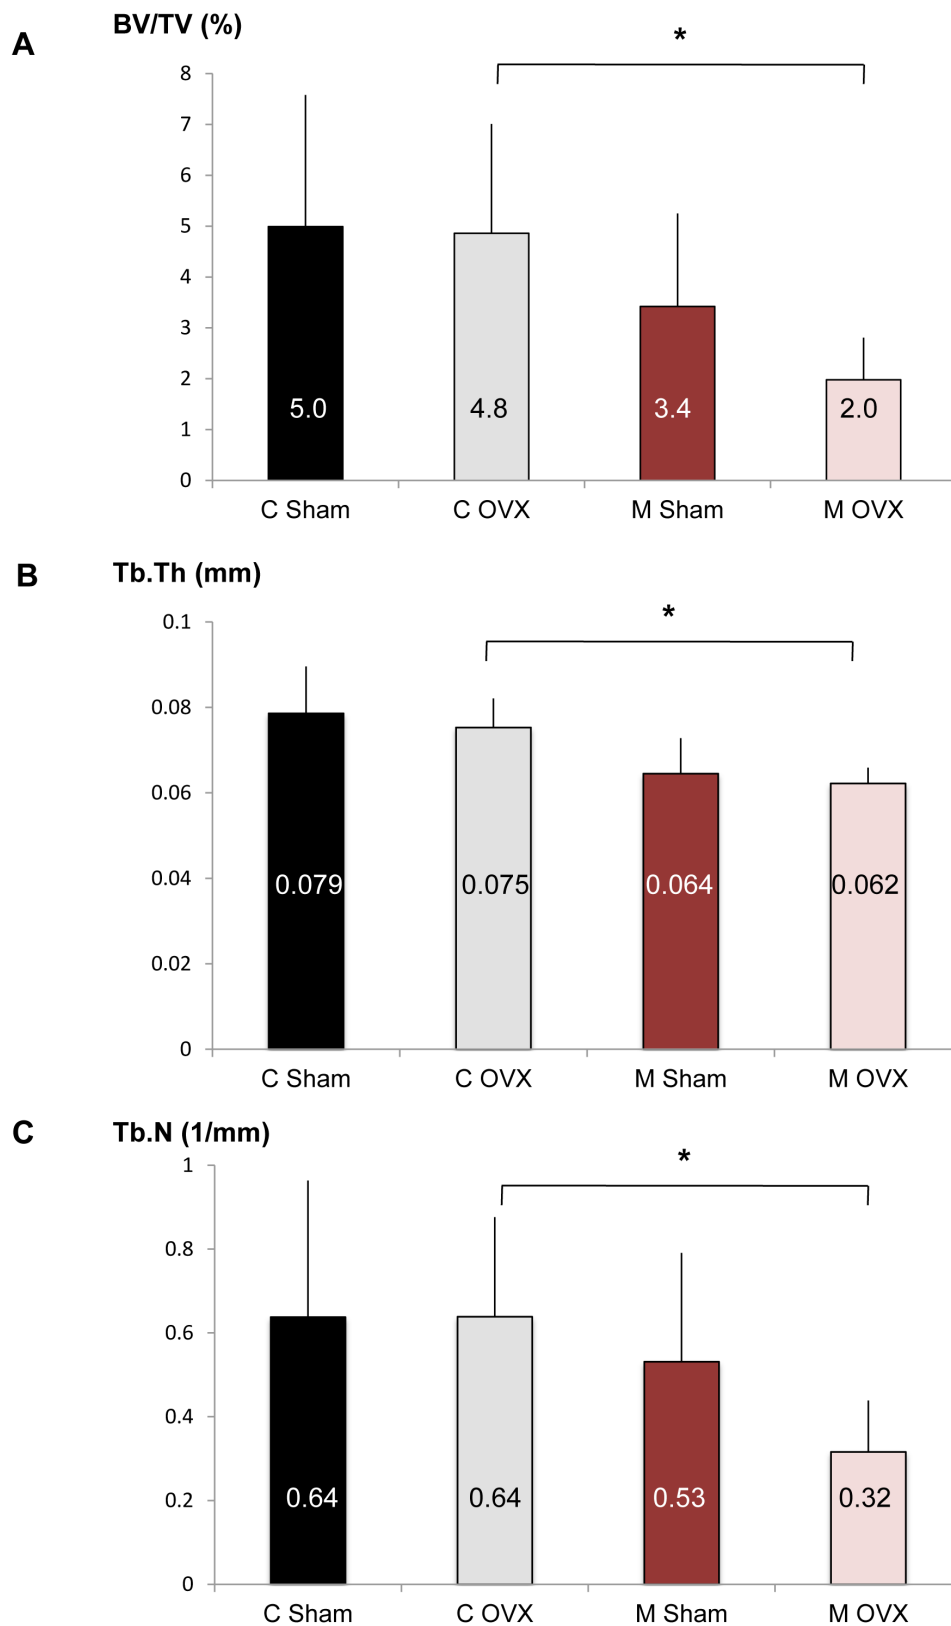 A
BV/TV (%)
*
8
7
6
5
4
3
2
1
0
5.0
4.8
3.4
2.0
C Sham
C OVX
M Sham
M OVX
B
Tb.Th (mm)
*
0.1
0.08
0.06
0.04
0.02
0
0.079
0.075
0.064
0.062
C Sham
C OVX
M Sham
M OVX
C
Tb.N (1/mm)
*
1
0.8
0.6
0.4
0.2
0
0.64
0.64
0.53
0.32
C Sham
C OVX
M Sham
M OVX